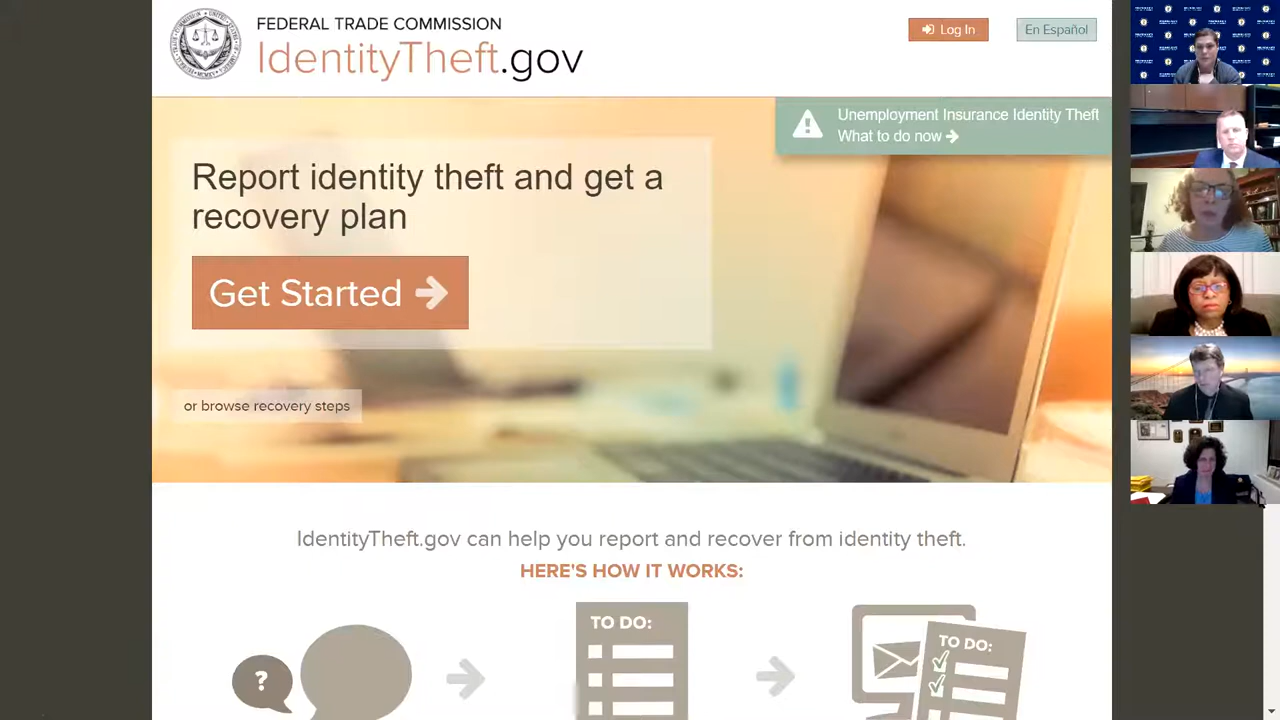 FEDERAL TRADE COMMISSION
IdentityTheft.gov
Log In
En Español
Unemployment Insurance Identity Theft
What to do now
Report identity theft and get a
recovery plan
Get Started
or browse recovery steps
IdentityTheft.gov can help you report and recover from identity theft.
HERE'S HOW IT WORKS:
?
TO DO:
TO DO: